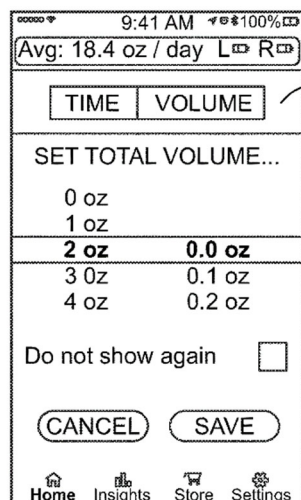 9:41 AM 100%
Avg: 18.4 oz / day L R
TIME VOLUME
SET TOTAL VOLUME...
0 oz
1 oz
2 oz 0.0 oz
3 0z 0.1 oz
4 oz 0.2 oz
Do not show again
CANCEL SAVE
Home Insights Store Settings